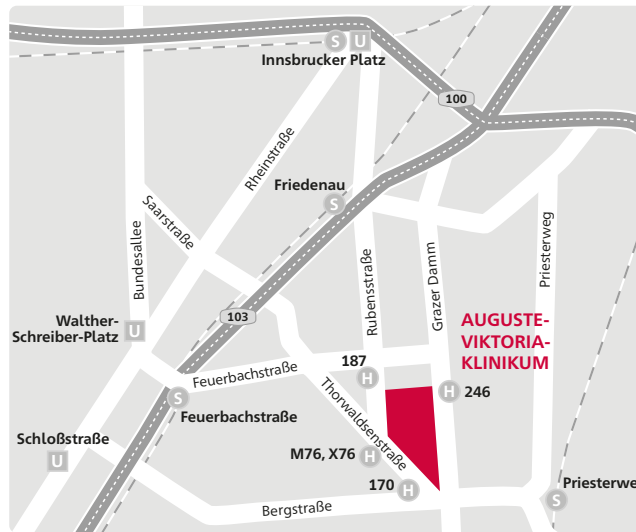 S
U
Innsbrucker Platz
100
Rheinstraße
Friedenau
S
Saarstraße
Bundesallee
Rubensstraße
Grazer Damm
Priesterweg
103
Walther-
Schreiber-Platz
U
AUGUSTE-
VIKTORIA-
KLINIKUM
187
H
Feuerbachstraße
H
246
S
Feuerbachstraße
Thorwaldsenstraße
Schloßstraße
U
M76, X76
H
170
H
Bergstraße
S
Priesterwe